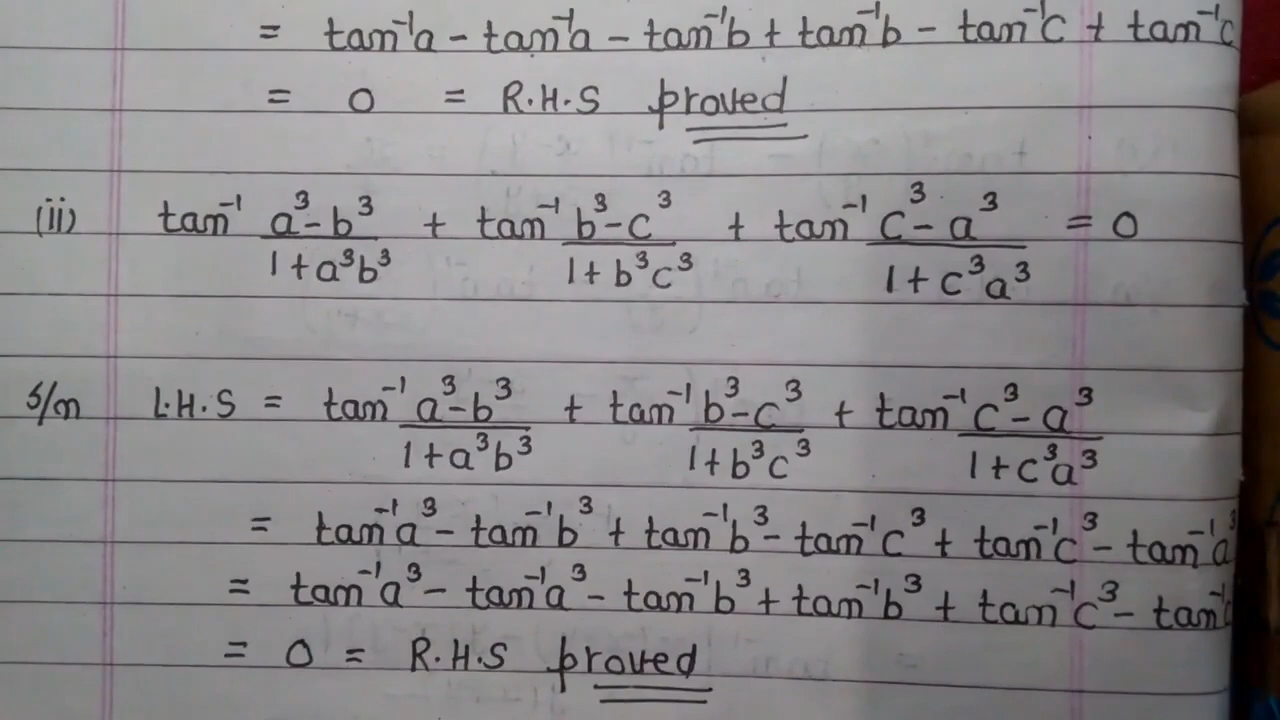 = tan⁻¹a - tan⁻¹a - tan⁻¹b + tan⁻¹b - tan⁻¹c + tan⁻¹c
= 0 = R.H.S proved
(ii) tan⁻¹ (a³-b³)/(1+a³b³) + tan⁻¹ (b³-c³)/(1+b³c³) + tan⁻¹ (c³-a³)/(1+c³a³) = 0
S/n L.H.S = tan⁻¹ (a³-b³)/(1+a³b³) + tan⁻¹ (b³-c³)/(1+b³c³) + tan⁻¹ (c³-a³)/(1+c³a³)
= tan⁻¹a³ - tan⁻¹b³ + tan⁻¹b³ - tan⁻¹c³ + tan⁻¹c³ - tan⁻¹a³
= tan⁻¹a³ - tan⁻¹a³ - tan⁻¹b³ + tan⁻¹b³ + tan⁻¹c³ - tan⁻¹
= 0 = R.H.S proved